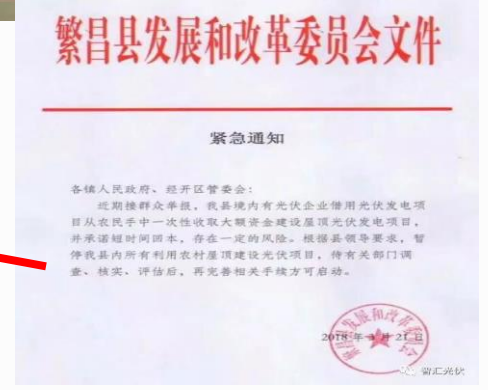 繁昌县发展和改革委员会文件
紧急通知
各镇人民政府、经开区管委会:
近期接群众举报,我县境内有光伏企业借用光伏发电项
目从农民手中一次性收取大额资金建设屋顶光伏发电项目,
并承诺短时间回本,存在一定的风险。根据县领导要求,暂
停我县内所有利用农村屋顶建设光伏项目,待有关部门调
查、核实、评估后,再完善相关手续方可启动。
2018 年 3 月 21 日
智汇光伏